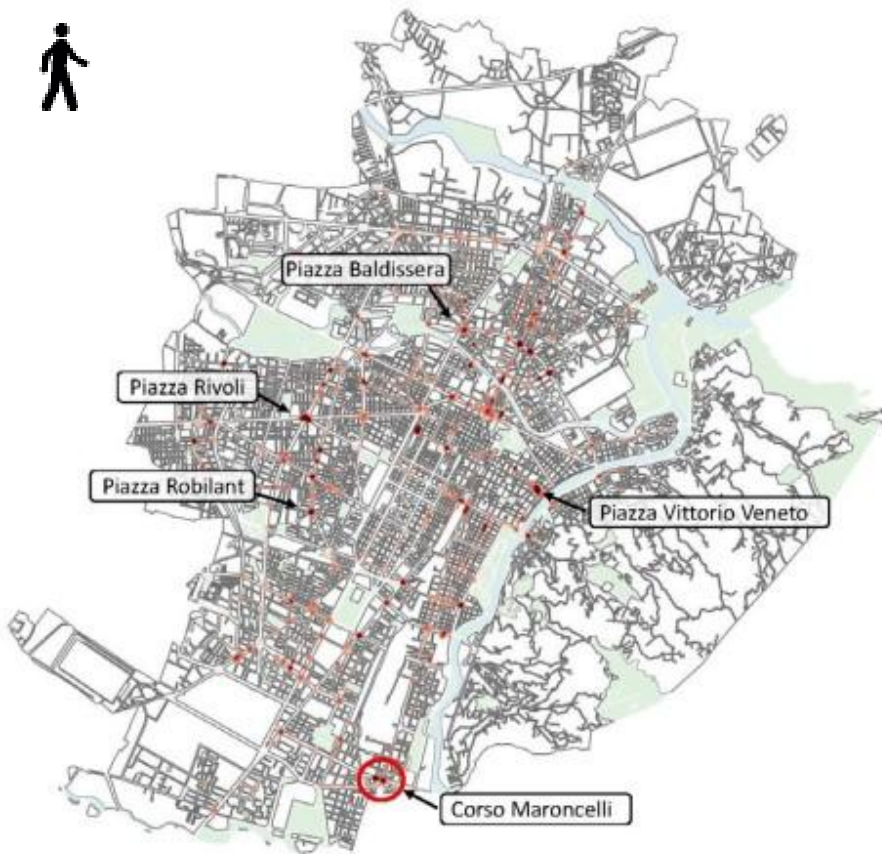 Piazza Baldissera
Piazza Rivoli
Piazza Robilant
Piazza Vittorio Veneto
Corso Maroncelli